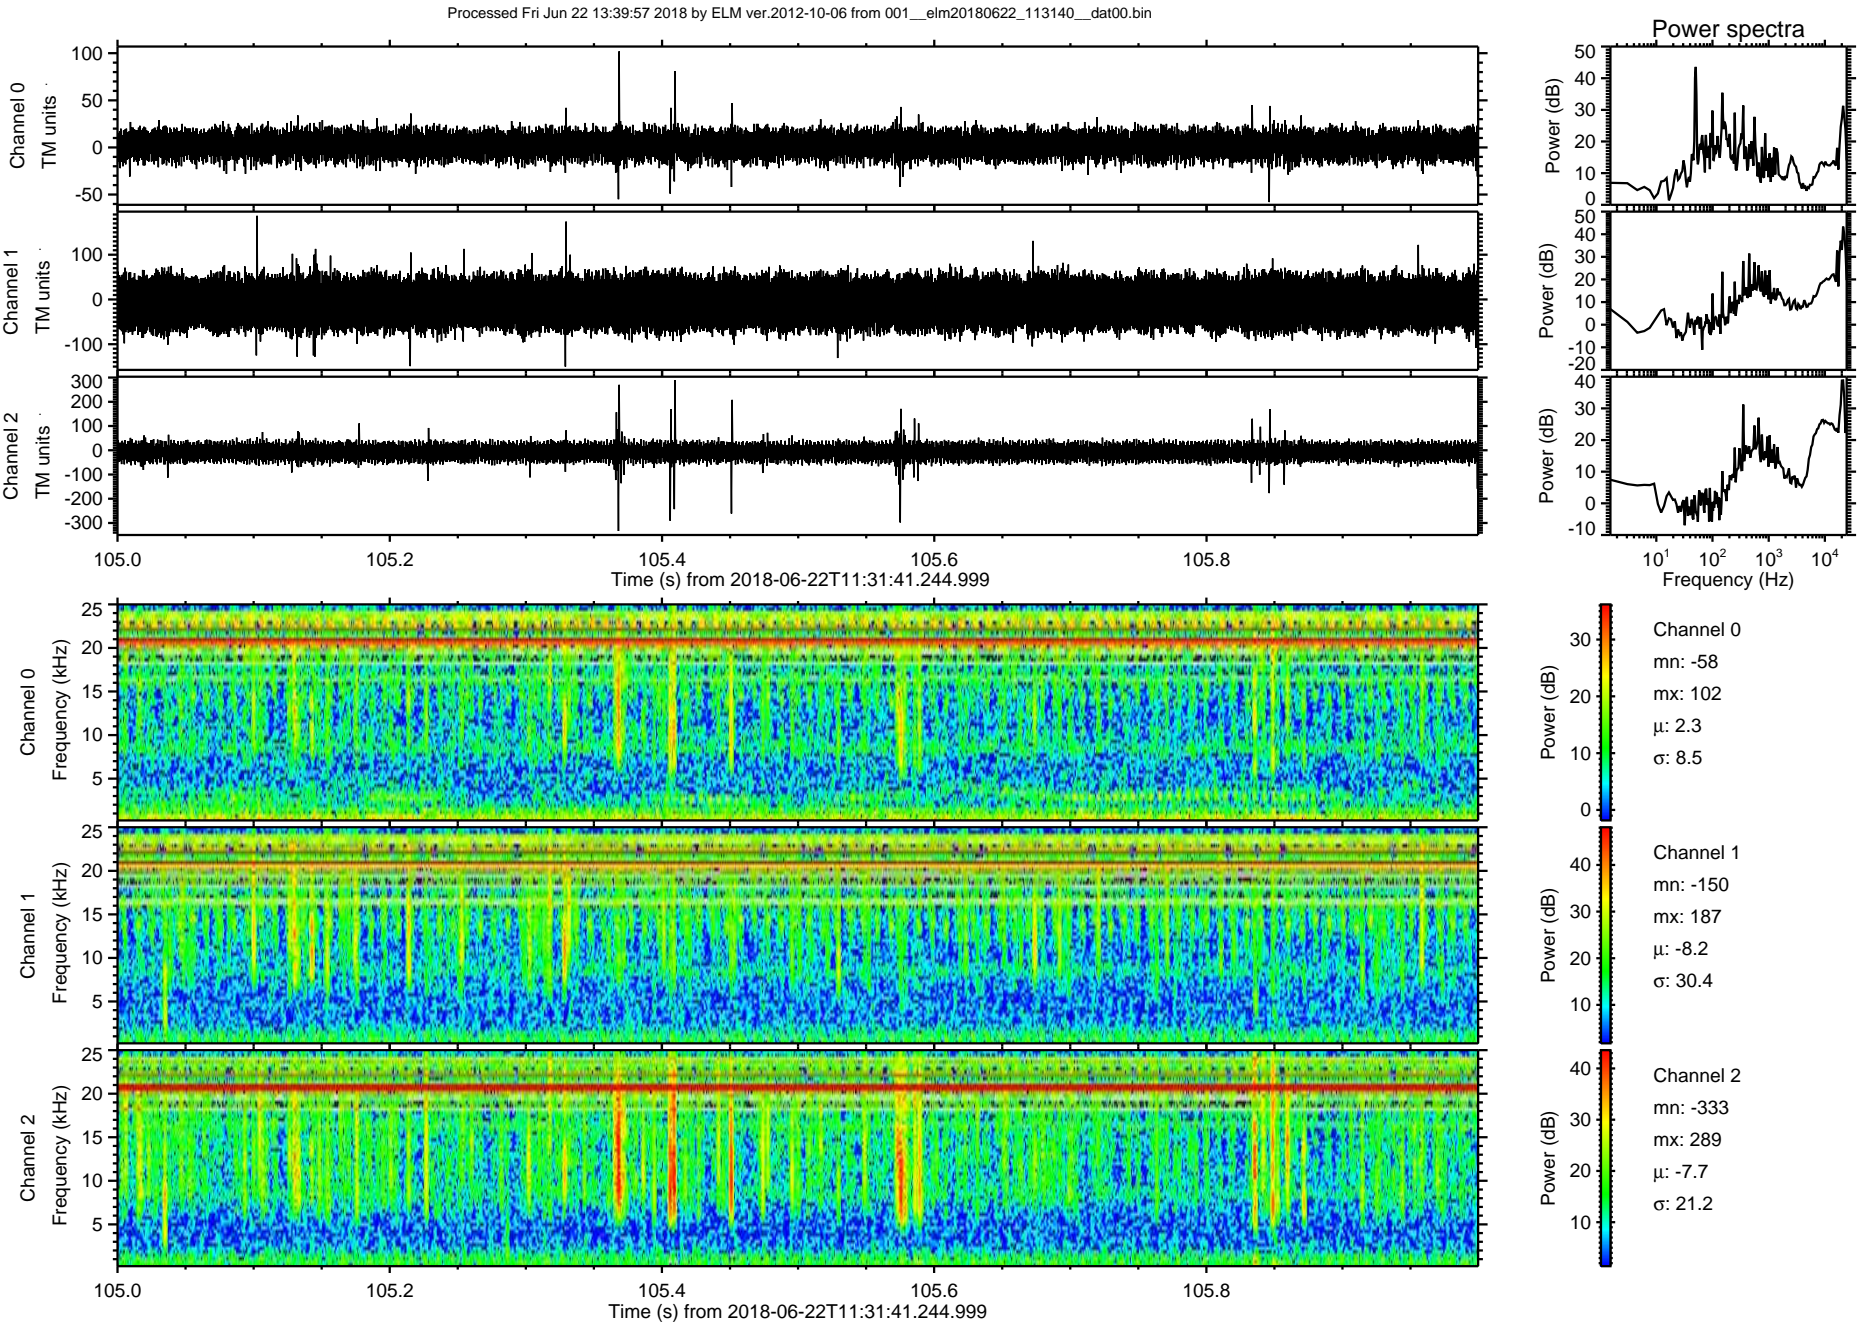 Processed Fri Jun 22 13:39:57 2018 by ELM ver.2012-10-06 from 001__elm20180622_113140__dat00.bin
Power spectra
Channel 0
TM units
100
50
0
-50
Power (dB)
50
40
30
20
10
0
Channel 1
TM units
100
0
-100
Power (dB)
50
40
30
20
10
0
-10
-20
Channel 2
TM units
300
200
100
0
-100
-200
-300
Power (dB)
40
30
20
10
0
-10
105.0 105.2 105.4 105.6 105.8
Time (s) from 2018-06-22T11:31:41.244.999
10^1 10^2 10^3 10^4
Frequency (Hz)
Channel 0
Frequency (kHz)
25
20
15
10
5
Power (dB)
30
20
10
0
Channel 0
mn: -58
mx: 102
μ: 2.3
σ: 8.5
Channel 1
Frequency (kHz)
25
20
15
10
5
Power (dB)
40
30
20
10
Channel 1
mn: -150
mx: 187
μ: -8.2
σ: 30.4
Channel 2
Frequency (kHz)
25
20
15
10
5
Power (dB)
40
30
20
10
Channel 2
mn: -333
mx: 289
μ: -7.7
σ: 21.2
105.0 105.2 105.4 105.6 105.8
Time (s) from 2018-06-22T11:31:41.244.999